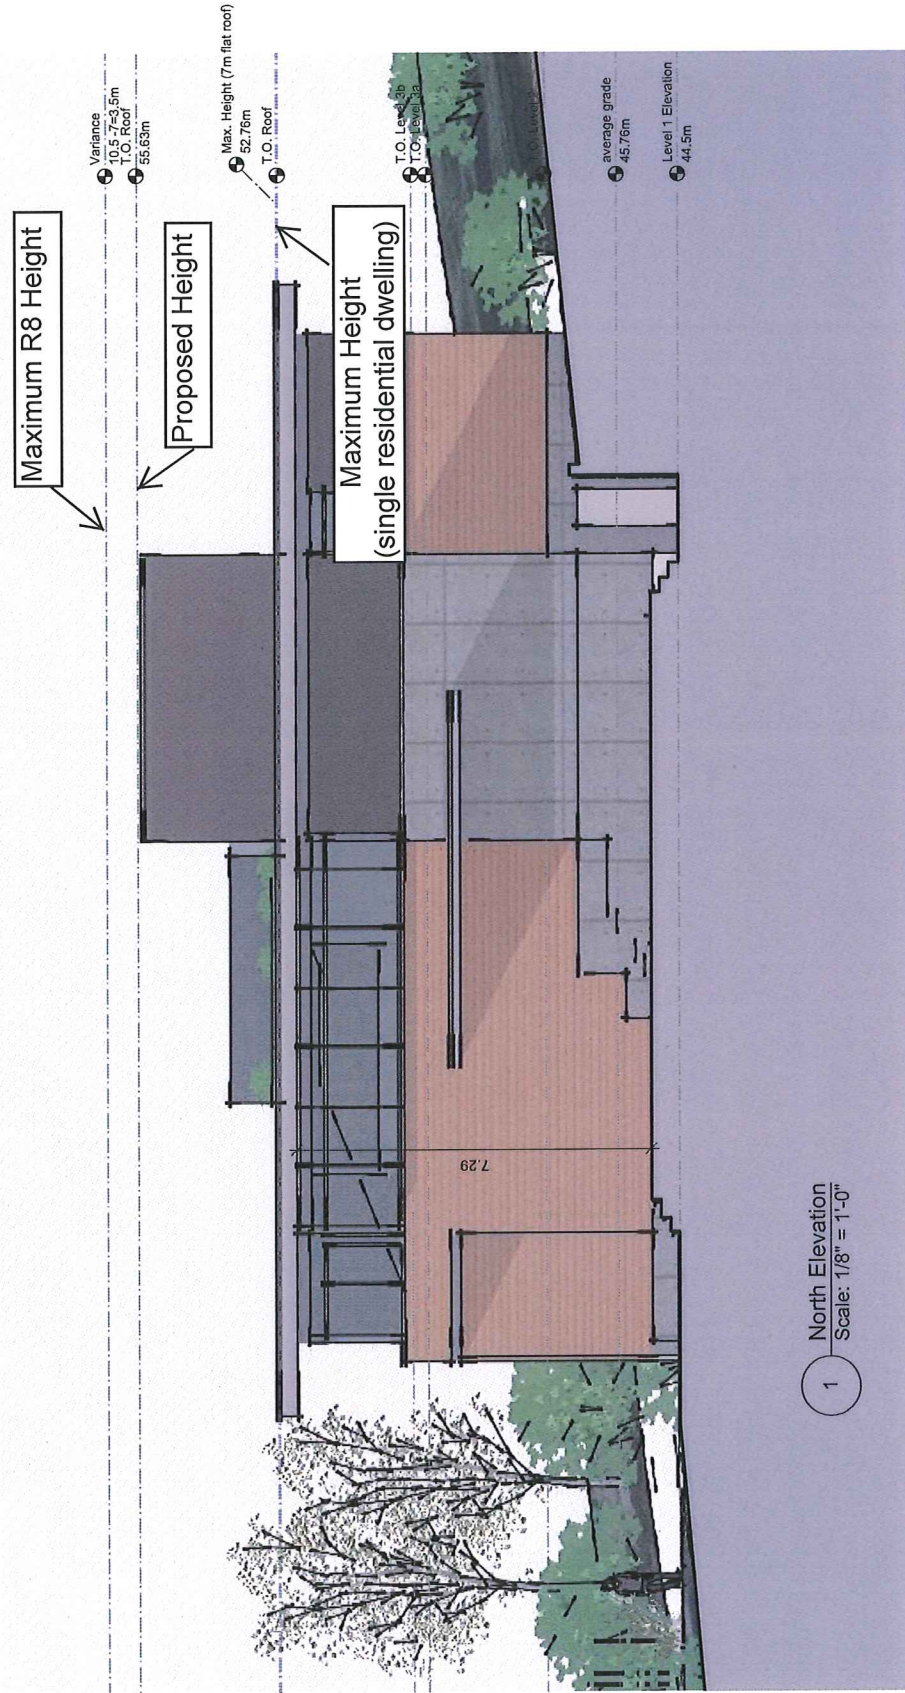 Maximum R8 Height
Proposed Height
Maximum Height
(single residential dwelling)
Variance
10.5-7=3.5m
T.O. Roof
55.63m
Max. Height (7m flat roof)
52.76m
T.O. Roof
T.O. Level 3b
T.O. Level 3a
average grade
45.76m
Level 1 Elevation
44.5m
7.29
1
North Elevation
Scale: 1/8" = 1'-0"